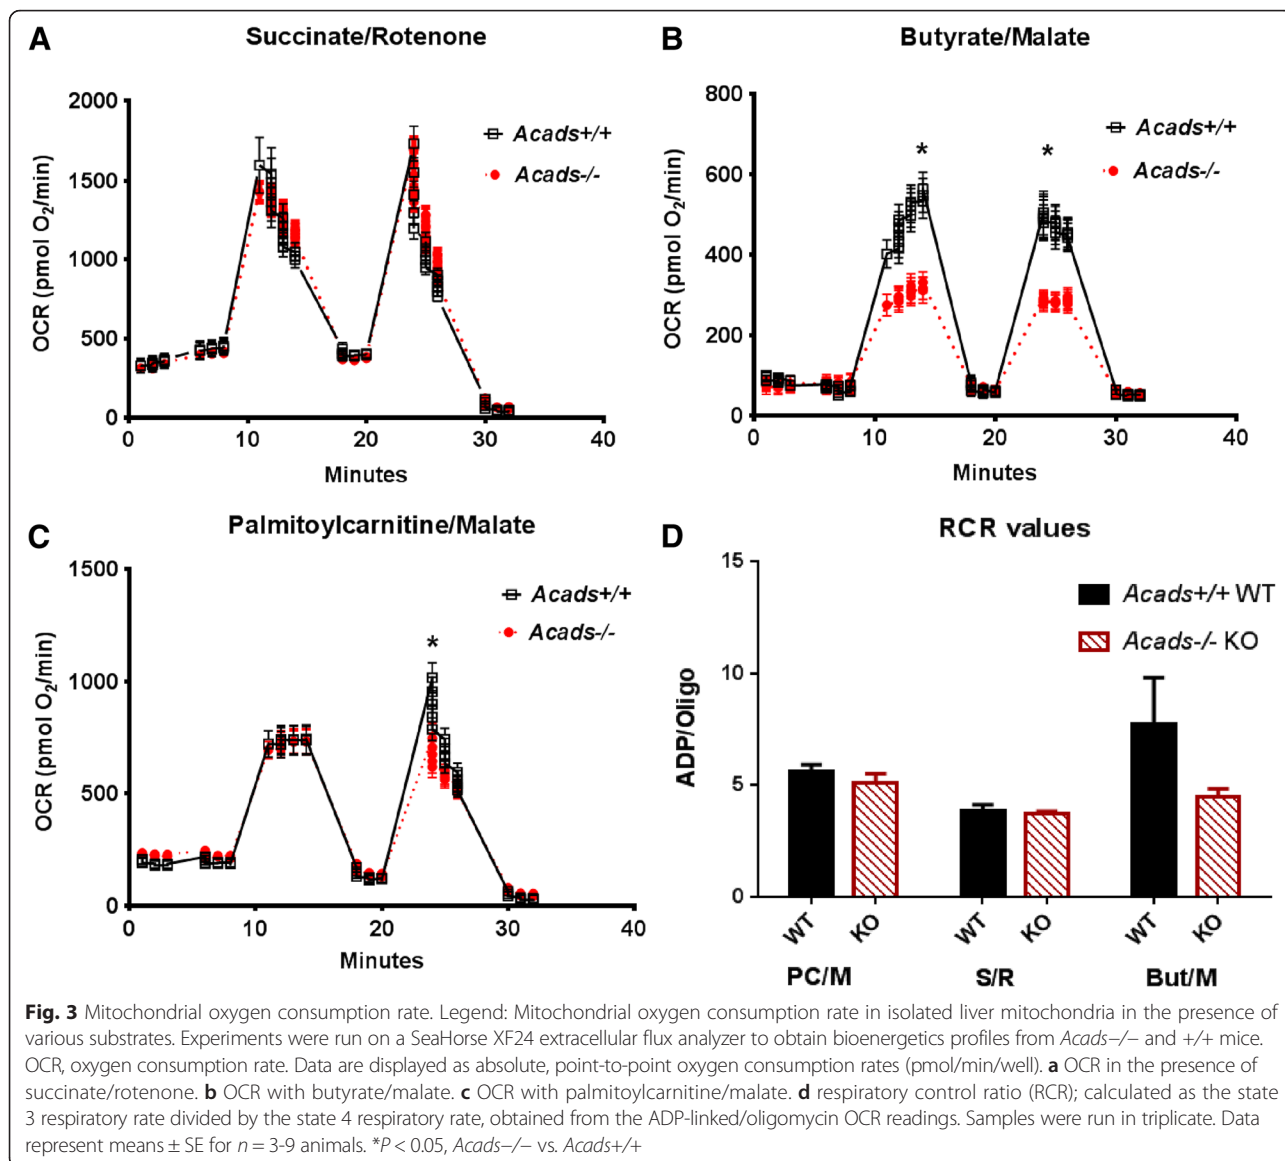 A
Succinate/Rotenone
OCR (pmol O2/min)
2000
1500
1000
500
0
0 10 20 30 40
Minutes
Acads+/+
Acads-/-
B
Butyrate/Malate
OCR (pmol O2/min)
800
600
400
200
0
0 10 20 30 40
Minutes
Acads+/+
Acads-/-
* *
C
Palmitoylcarnitine/Malate
OCR (pmol O2/min)
1500
1000
500
0
0 10 20 30 40
Minutes
Acads+/+
Acads-/-
*
D
RCR values
ADP/Oligo
15
10
5
0
Acads+/+ WT
Acads-/- KO
WT KO WT KO WT KO
PC/M S/R But/M
Fig. 3 Mitochondrial oxygen consumption rate. Legend: Mitochondrial oxygen consumption rate in isolated liver mitochondria in the presence of
various substrates. Experiments were run on a SeaHorse XF24 extracellular flux analyzer to obtain bioenergetics profiles from Acads−/− and +/+ mice.
OCR, oxygen consumption rate. Data are displayed as absolute, point-to-point oxygen consumption rates (pmol/min/well). a OCR in the presence of
succinate/rotenone. b OCR with butyrate/malate. c OCR with palmitoylcarnitine/malate. d respiratory control ratio (RCR); calculated as the state
3 respiratory rate divided by the state 4 respiratory rate, obtained from the ADP-linked/oligomycin OCR readings. Samples were run in triplicate. Data
represent means ± SE for n = 3-9 animals. *P < 0.05, Acads−/− vs. Acads+/+